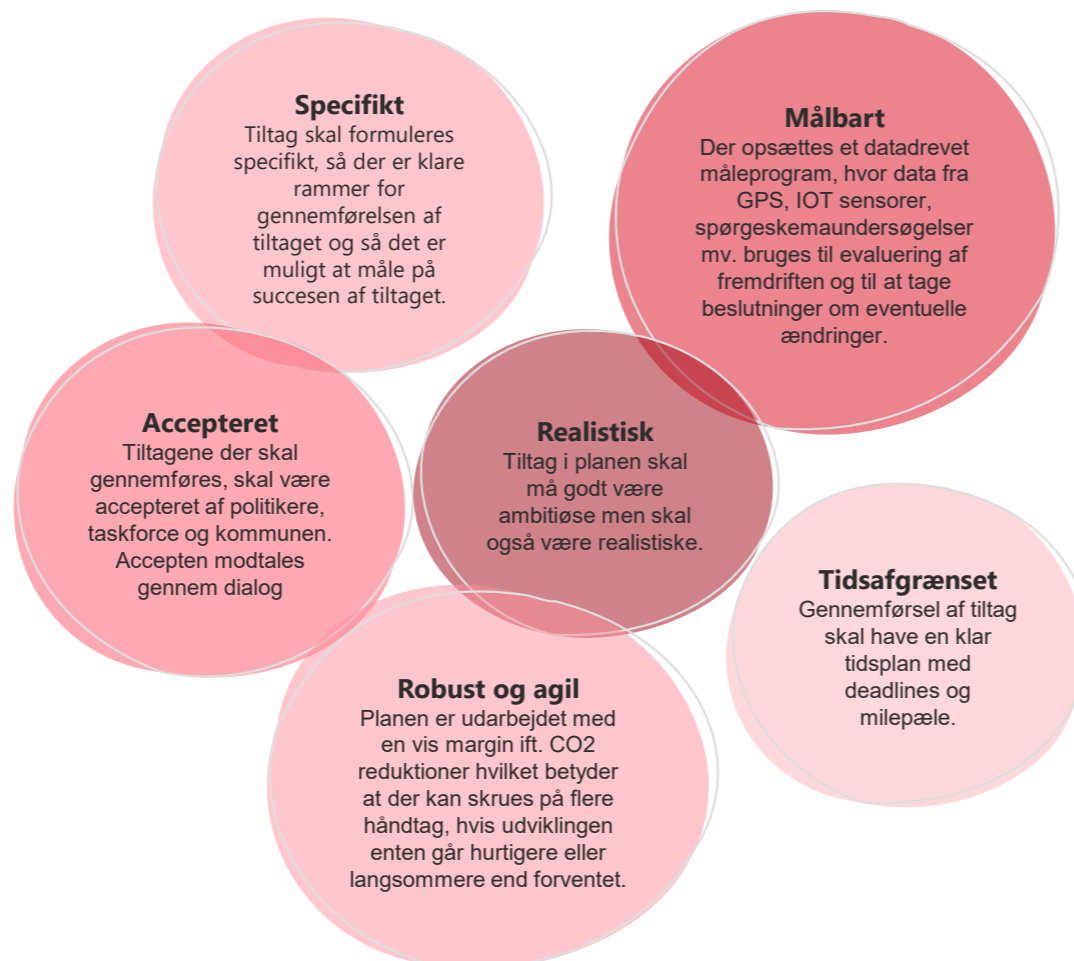 Specifikt
Tiltag skal formuleres
specifikt, så der er klare
rammer for
gennemførelsen af
tiltaget og så det er
muligt at måle på
succesen af tiltaget.
Målbart
Der opsættes et datadrevet
måleprogram, hvor data fra
GPS, IOT sensorer,
spørgeskemaundersøgelser
mv. bruges til evaluering af
fremdriften og til at tage
beslutninger om eventuelle
ændringer.
Accepteret
Tiltagene der skal
gennemføres, skal være
accepteret af politikere,
taskforce og kommunen.
Accepten modtales
gennem dialog
Realistisk
Tiltag i planen skal
må godt være
ambitiøse men skal
også være realistiske.
Tidsafgrænset
Gennemførsel af tiltag
skal have en klar
tidsplan med
deadlines og
milepæle.
Robust og agil
Planen er udarbejdet med
en vis margin ift. CO2
reduktioner hvilket betyder
at der kan skrues på flere
håndtag, hvis udviklingen
enten går hurtigere eller
langsommere end forventet.